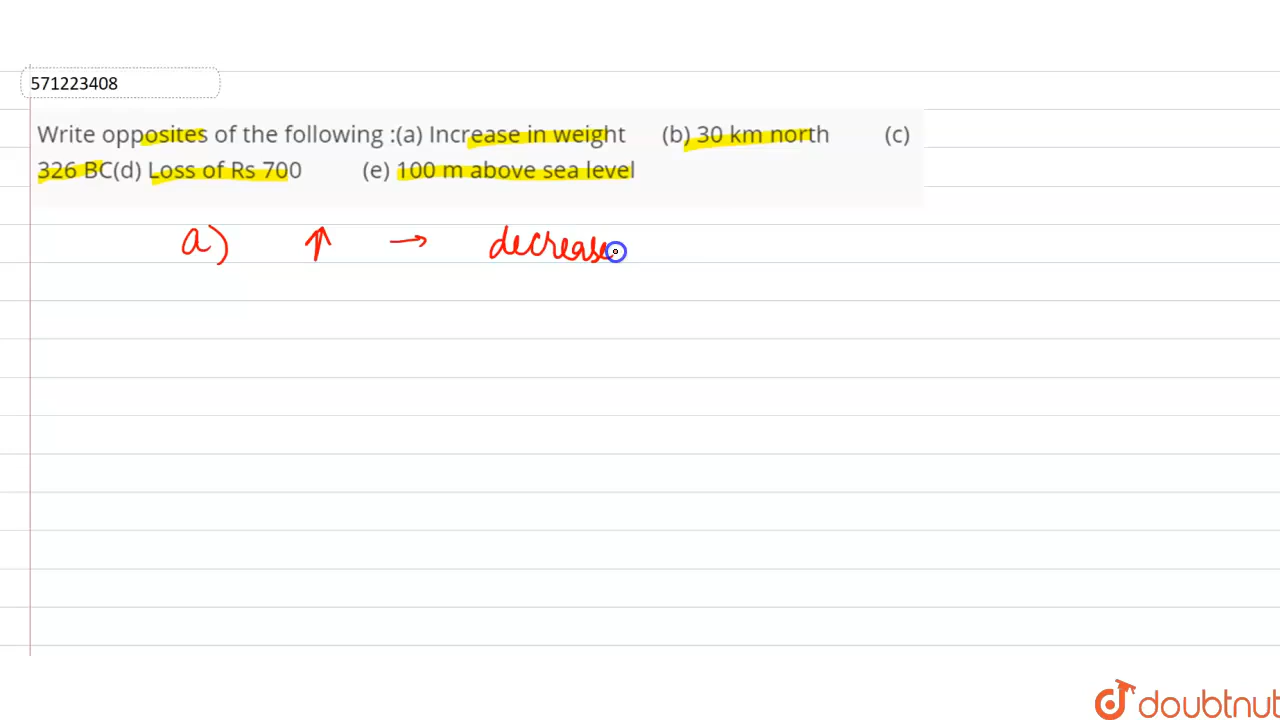 571223408
Write opposites of the following :(a) Increase in weight (b) 30 km north (c)
326 BC(d) Loss of Rs 700 (e) 100 m above sea level
a) ↑ → decrease
doubtnut